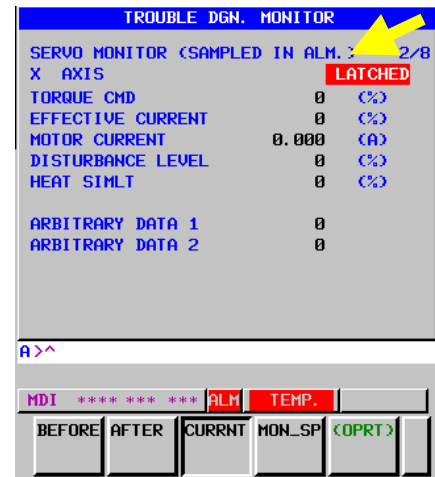 TROUBLE DGN. MONITOR
SERVO MONITOR (SAMPLED IN ALM.) 2/8
X AXIS LATCHED
TORQUE CMD 0 (%)
EFFECTIVE CURRENT 0 (%)
MOTOR CURRENT 0.000 (A)
DISTURBANCE LEVEL 0 (%)
HEAT SIMLT 0 (%)
ARBITRARY DATA 1 0
ARBITRARY DATA 2 0
A>^
MDI **** *** *** ALM TEMP.
BEFORE AFTER CURRNT MON_SP (OPRT)